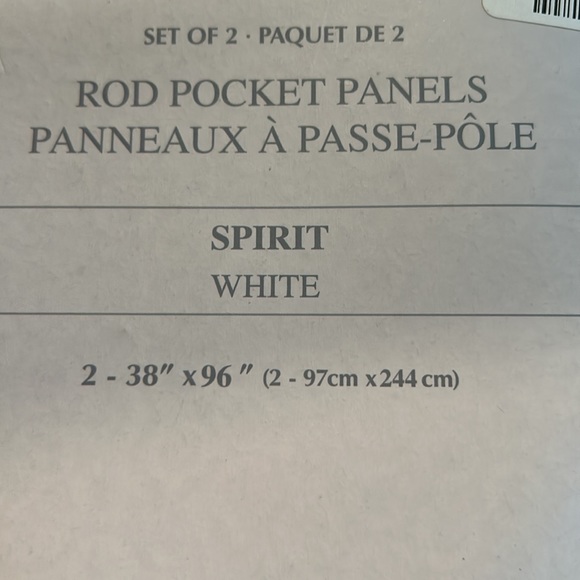 SET OF 2 · PAQUET DE 2
ROD POCKET PANELS
PANNEAUX À PASSE-PÔLE
SPIRIT
WHITE
2 - 38" x 96" (2 - 97cm x 244 cm)